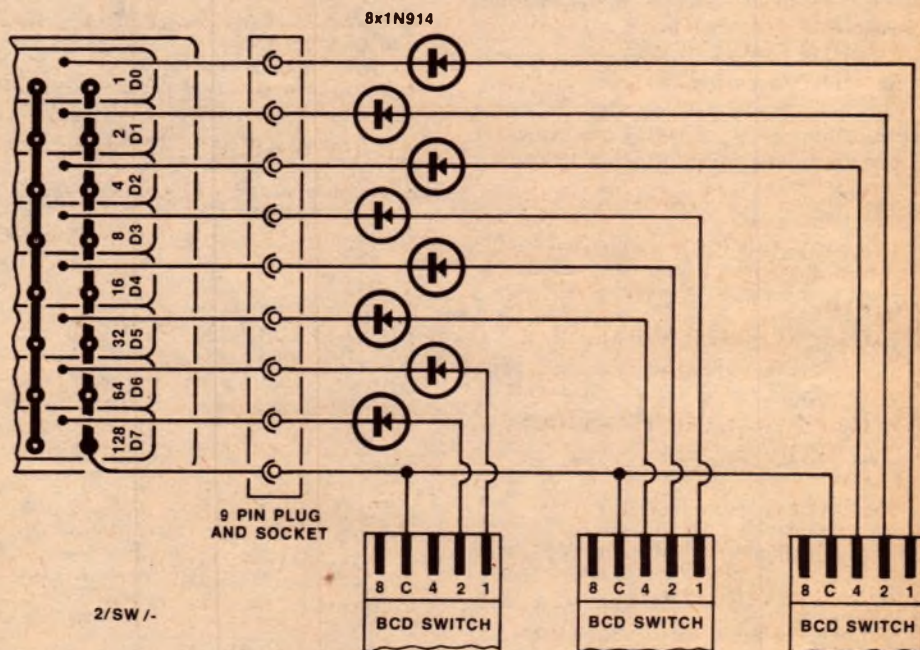 8x1N914
1
D0
2
D1
4
D2
8
D3
16
D4
32
D5
64
D6
128
D7
9 PIN PLUG
AND SOCKET
2/SW/-
8 C 4 2 1
BCD SWITCH
8 C 4 2 1
BCD SWITCH
8 C 4 2 1
BCD SWITCH